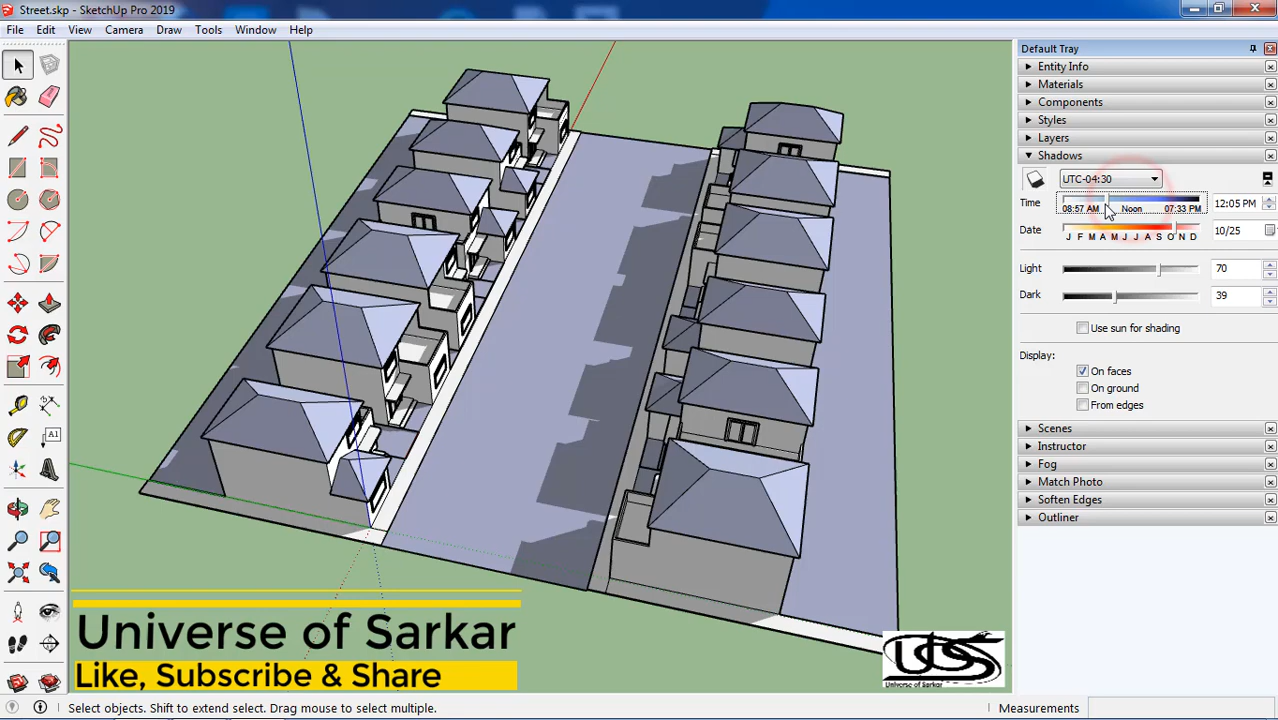 Street.skp - SketchUp Pro 2019
File Edit View Camera Draw Tools Window Help
Default Tray
Entity Info
Materials
Components
Styles
Layers
Shadows
UTC-04:30
Time 08:57 AM Noon 07:33 PM 12:05 PM
Date J F M A M J J A S O N D 10/25
Light 70
Dark 39
Use sun for shading
Display:
On faces
On ground
From edges
Scenes
Instructor
Fog
Match Photo
Soften Edges
Outliner
A1
Universe of Sarkar
Like, Subscribe & Share
UOS
Universe of Sarkar
Select objects. Shift to extend select. Drag mouse to select multiple.
Measurements